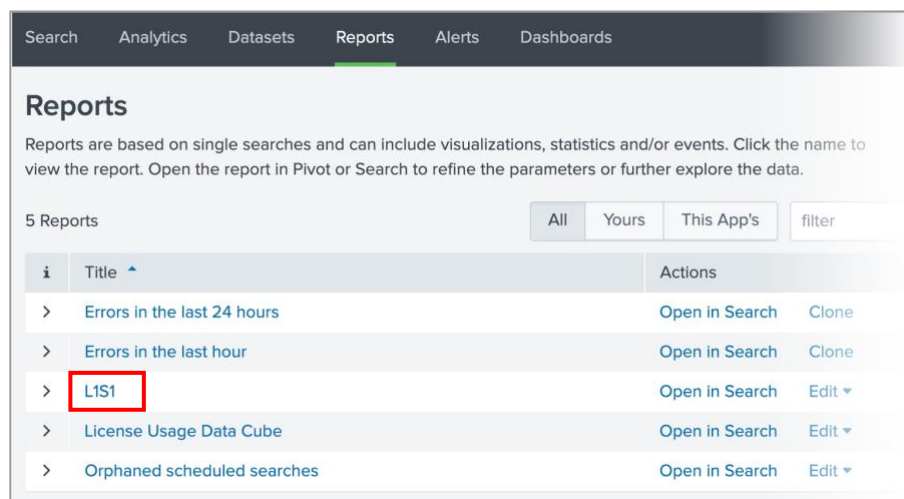 Search Analytics Datasets Reports Alerts Dashboards
Reports
Reports are based on single searches and can include visualizations, statistics and/or events. Click the name to
view the report. Open the report in Pivot or Search to refine the parameters or further explore the data.
5 Reports All Yours This App's filter
i Title Actions
Errors in the last 24 hours Open in Search Clone
Errors in the last hour Open in Search Clone
L1S1 Open in Search Edit
License Usage Data Cube Open in Search Edit
Orphaned scheduled searches Open in Search Edit